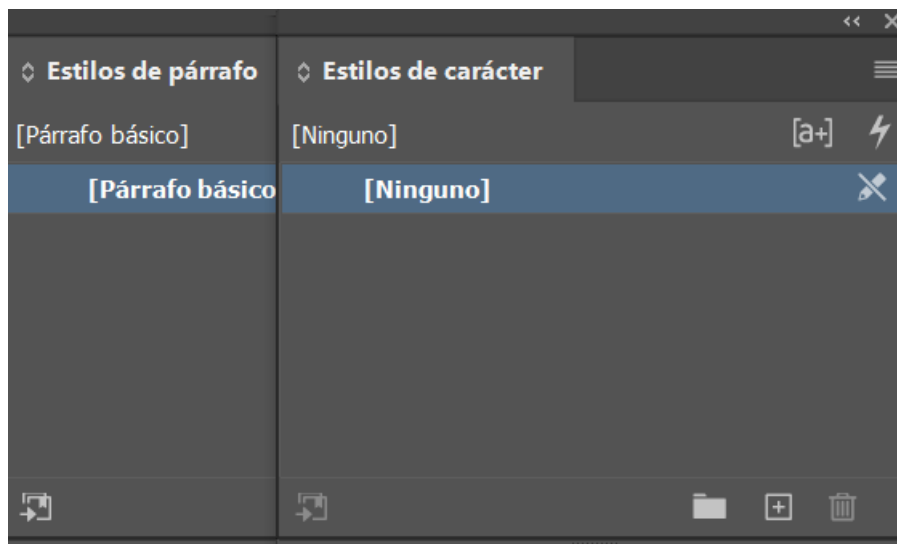 Estilos de párrafo
Estilos de carácter
[Párrafo básico]
[Ninguno]
[a+]
[Párrafo básico
[Ninguno]